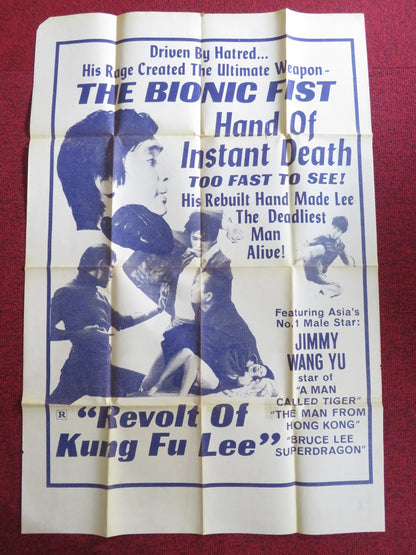 Driven By Hatred...
His Rage Created The Ultimate Weapon-
THE BIONIC FIST
Hand Of
Instant Death
TOO FAST TO SEE!
His Rebuilt Hand Made Lee
The Deadliest
Man
Alive!
Featuring Asia's
No.1 Male Star:
JIMMY
WANG YU
star of
"A MAN
CALLED TIGER"
"THE MAN FROM
HONG KONG"
"BRUCE LEE
SUPERDRAGON"
R
"Revolt Of
Kung Fu Lee"